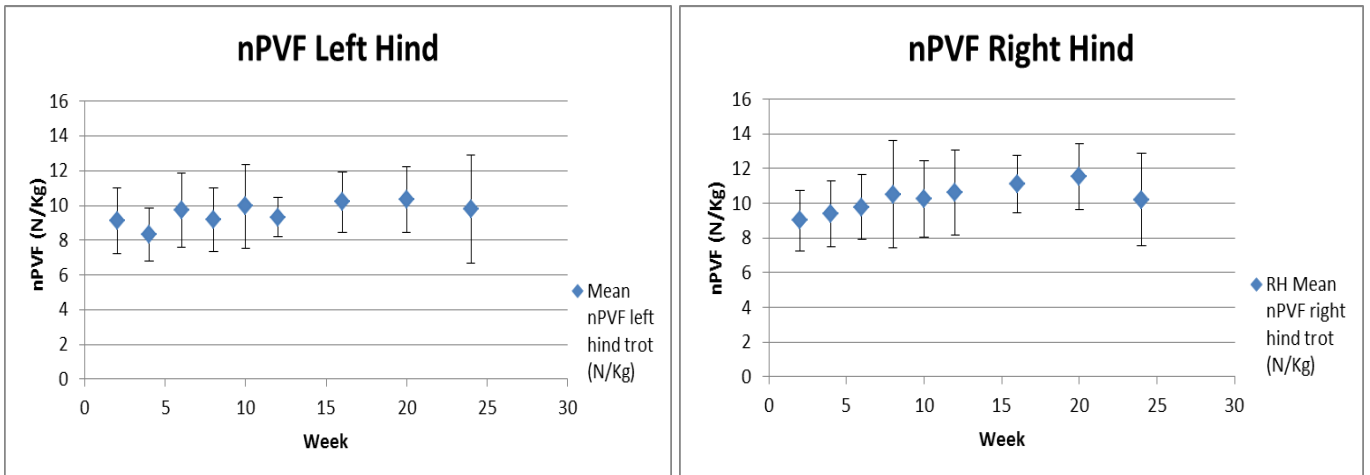 nPVF Left Hind
16
14
12
10
8
6
4
2
0
nPVF (N/Kg)
0 5 10 15 20 25 30
Week
Mean
nPVF left
hind trot
(N/Kg)
nPVF Right Hind
16
14
12
10
8
6
4
2
0
nPVF (N/Kg)
0 5 10 15 20 25 30
Week
RH Mean
nPVF right
hind trot
(N/Kg)